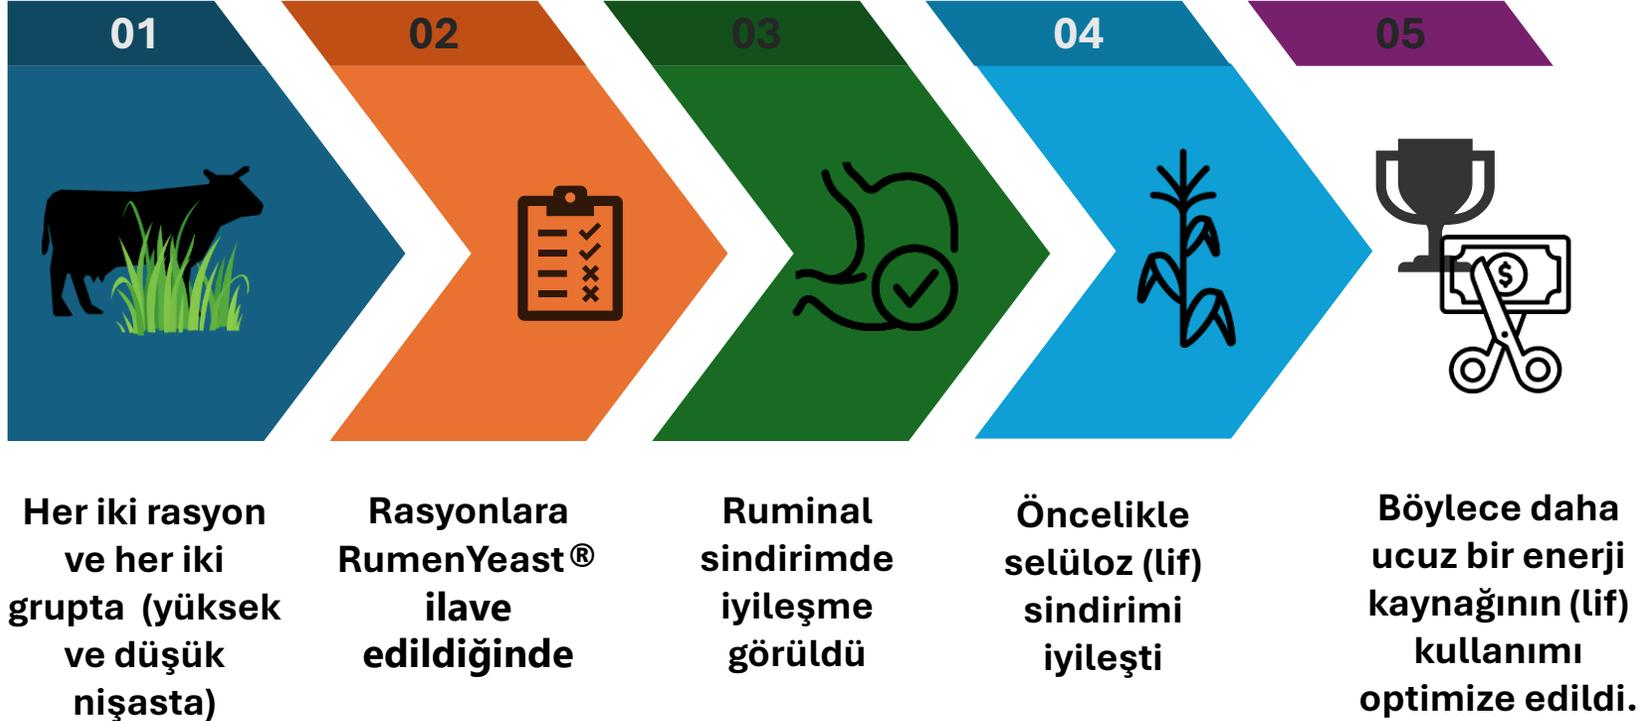 01
02
03
04
05
Her iki rasyon
ve her iki
grupta (yüksek
ve düşük
nişasta)
Rasyonlara
RumenYeast®
ilave
edildiğinde
Ruminal
sindirimde
iyileşme
görüldü
Öncelikle
selüloz (lif)
sindirimi
iyileşti
Böylece daha
ucuz bir enerji
kaynağının (lif)
kullanımı
optimize edildi.